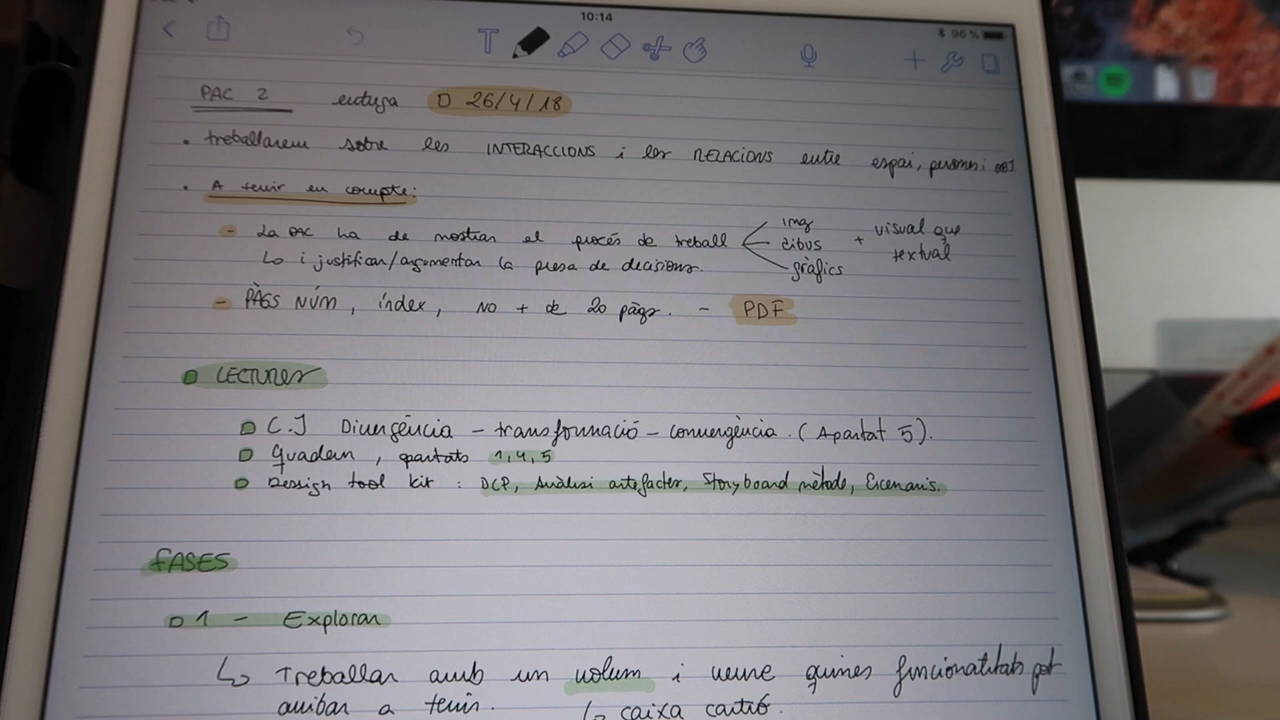 10:14
96 %
T
PAC 2 entrega 26/4/18
• treballarem sobre les INTERACCIONS i les RELACIONS entre espai, persones i OBJ.
• A tenir en compte:
- La PAC ha de mostrar el procés de treball img + visual que
dibus textual
↳ i justificar/argumentar la presa de decisions. gràfics
- PÀGS NÚM, índex, NO + de 20 pàgs. - PDF
LECTURES
C.J Divergència - transformació - convergència. (Apartat 5).
Quadern, apartats 1, 4, 5
Design tool kit : DCP, Anàlisi artefactes, Storyboard mètode, Escenaris.
FASES
1 - Explorar
↳ Treballar amb un volum i veure quines funcionalitats pot
arribar a tenir. ↳ caixa cartró.